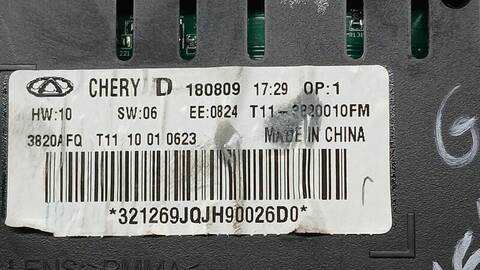 CHERY D 180809 17:29 OP:1
HW:10 SW:06 EE:0824 T11-3820010FM
3820AFQ T11 10 01 0623 MADE IN CHINA
*321269JQJH90026D0*